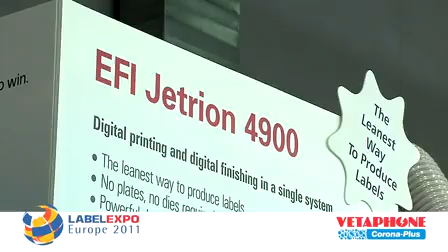 o win.
EFI Jetrion 4900
Digital printing and digital finishing in a single system
• The leanest way to produce labels
• No plates, no dies required
• Powerful
The
Leanest
Way
To Produce
Labels
LABELEXPO
Europe 2011
VETAPHONE
Corona-Plus